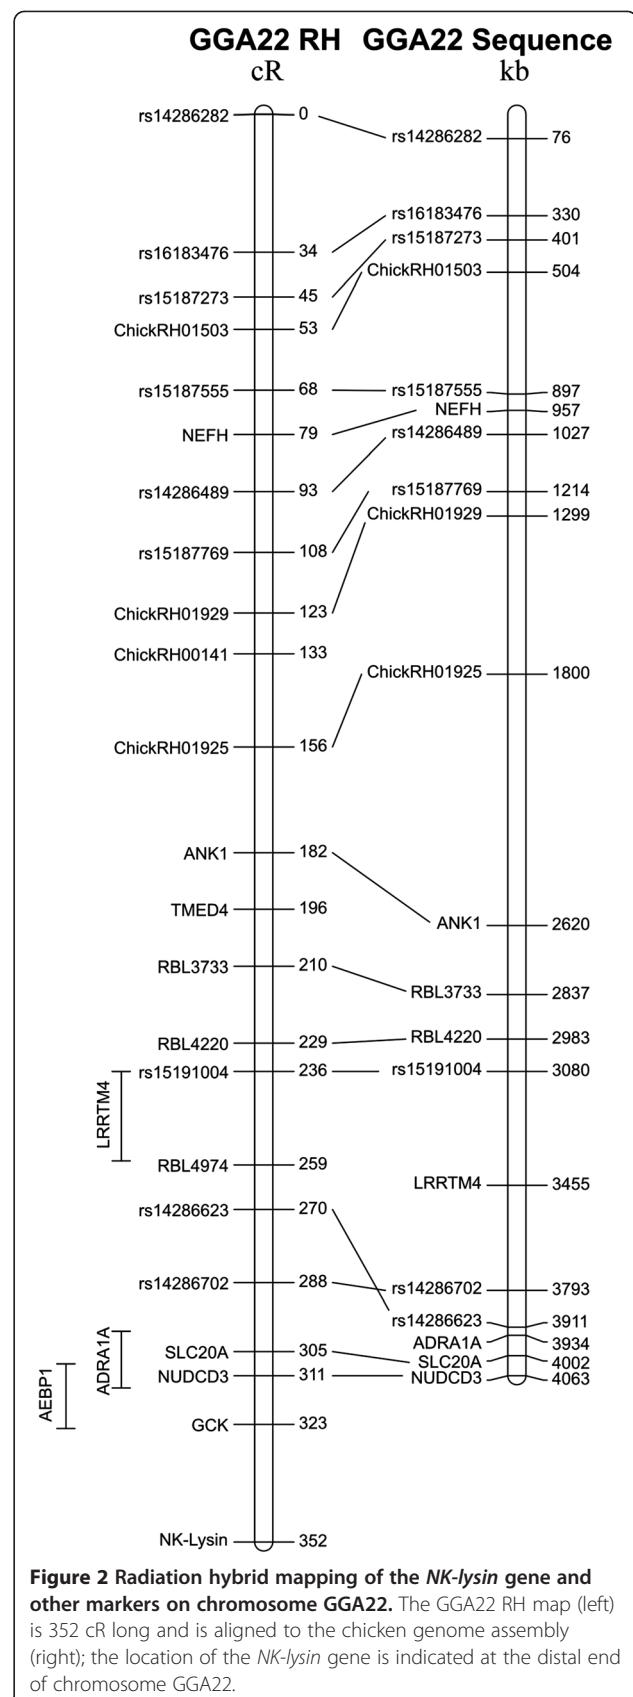 GGA22 RH GGA22 Sequence
cR kb
rs14286282 0
rs14286282 76
rs16183476 330
rs15187273 401
rs16183476 34
ChickRH01503 504
rs15187273 45
ChickRH01503 53
rs15187555 68 rs15187555 897
NEFH 957
NEFH 79 rs14286489 1027
rs14286489 93 rs15187769 1214
ChickRH01929 1299
rs15187769 108
ChickRH01929 123
ChickRH00141 133
ChickRH01925 1800
ChickRH01925 156
ANK1 182
TMED4 196
ANK1 2620
RBL3733 210
RBL3733 2837
RBL4220 229 RBL4220 2983
rs15191004 236 rs15191004 3080
LRRTM4
RBL4974 259
LRRTM4 3455
rs14286623 270
rs14286702 288 rs14286702 3793
rs14286623 3911
ADRA1A 3934
ADRA1A
SLC20A 305 SLC20A 4002
NUDCD3 311 NUDCD3 4063
AEBP1
GCK 323
NK-Lysin 352
Figure 2 Radiation hybrid mapping of the NK-lysin gene and
other markers on chromosome GGA22. The GGA22 RH map (left)
is 352 cR long and is aligned to the chicken genome assembly
(right); the location of the NK-lysin gene is indicated at the distal end
of chromosome GGA22.